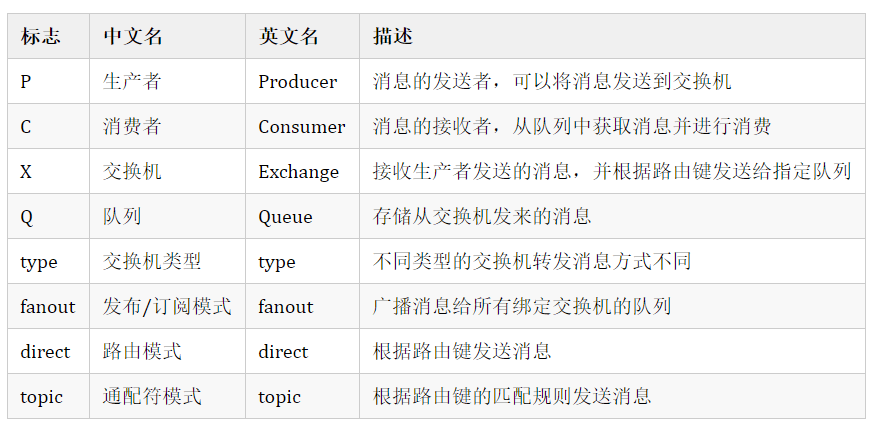 标志 中文名 英文名 描述
P 生产者 Producer 消息的发送者，可以将消息发送到交换机
C 消费者 Consumer 消息的接收者，从队列中获取消息并进行消费
X 交换机 Exchange 接收生产者发送的消息，并根据路由键发送给指定队列
Q 队列 Queue 存储从交换机发来的消息
type 交换机类型 type 不同类型的交换机转发消息方式不同
fanout 发布/订阅模式 fanout 广播消息给所有绑定交换机的队列
direct 路由模式 direct 根据路由键发送消息
topic 通配符模式 topic 根据路由键的匹配规则发送消息